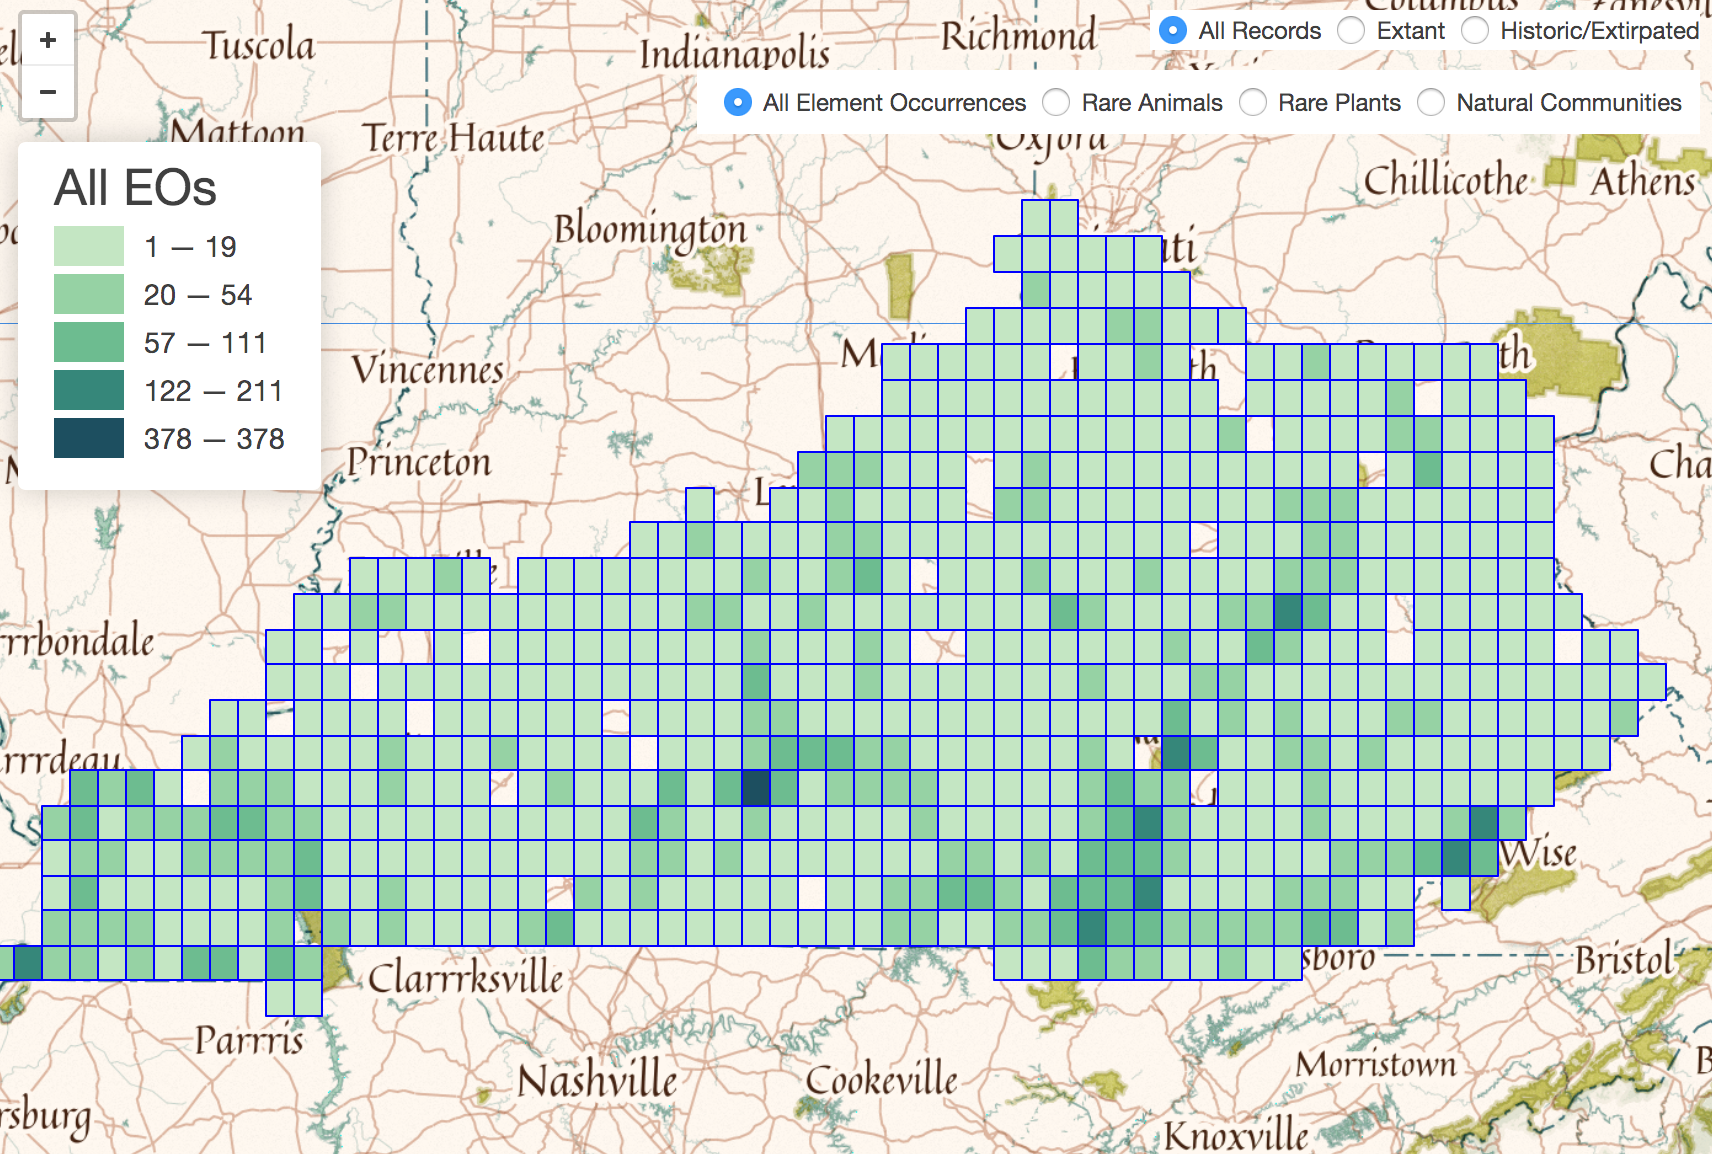 Tuscola
Indianapolis
Richmond
All Records
Extant
Historic/Extirpated
+
−
All Element Occurrences
Rare Animals
Rare Plants
Natural Communities
Mattoon
Terre Haute
Oxford
Chillicothe
Athens
All EOs
1 — 19
20 — 54
57 — 111
122 — 211
378 — 378
Bloomington
Vincennes
Princeton
Cha
rrrbondale
rrrdeau
Wise
Clarrrksville
sboro
Bristol
Parrris
Nashville
Cookeville
Morristown
B
rsburg
Knoxville